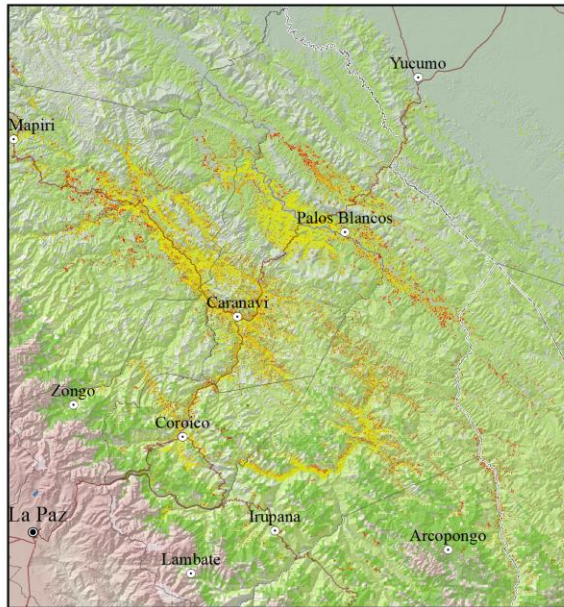 Yucumo
Mapiri
Palos Blancos
Caranavi
Zongo
Coroico
La Paz
Irupana
Arcopongo
Lambate